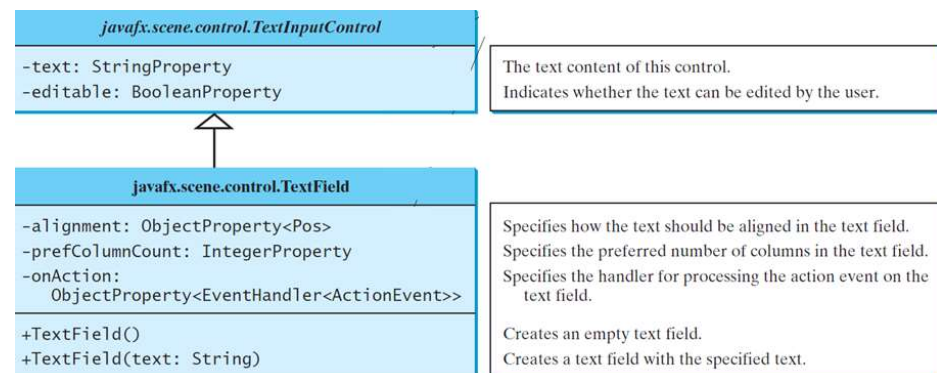 javafx.scene.control.TextInputControl
-text: StringProperty
-editable: BooleanProperty
The text content of this control.
Indicates whether the text can be edited by the user.
javafx.scene.control.TextField
-alignment: ObjectProperty<Pos>
-prefColumnCount: IntegerProperty
-onAction:
ObjectProperty<EventHandler<ActionEvent>>
+TextField()
+TextField(text: String)
Specifies how the text should be aligned in the text field.
Specifies the preferred number of columns in the text field.
Specifies the handler for processing the action event on the
text field.
Creates an empty text field.
Creates a text field with the specified text.